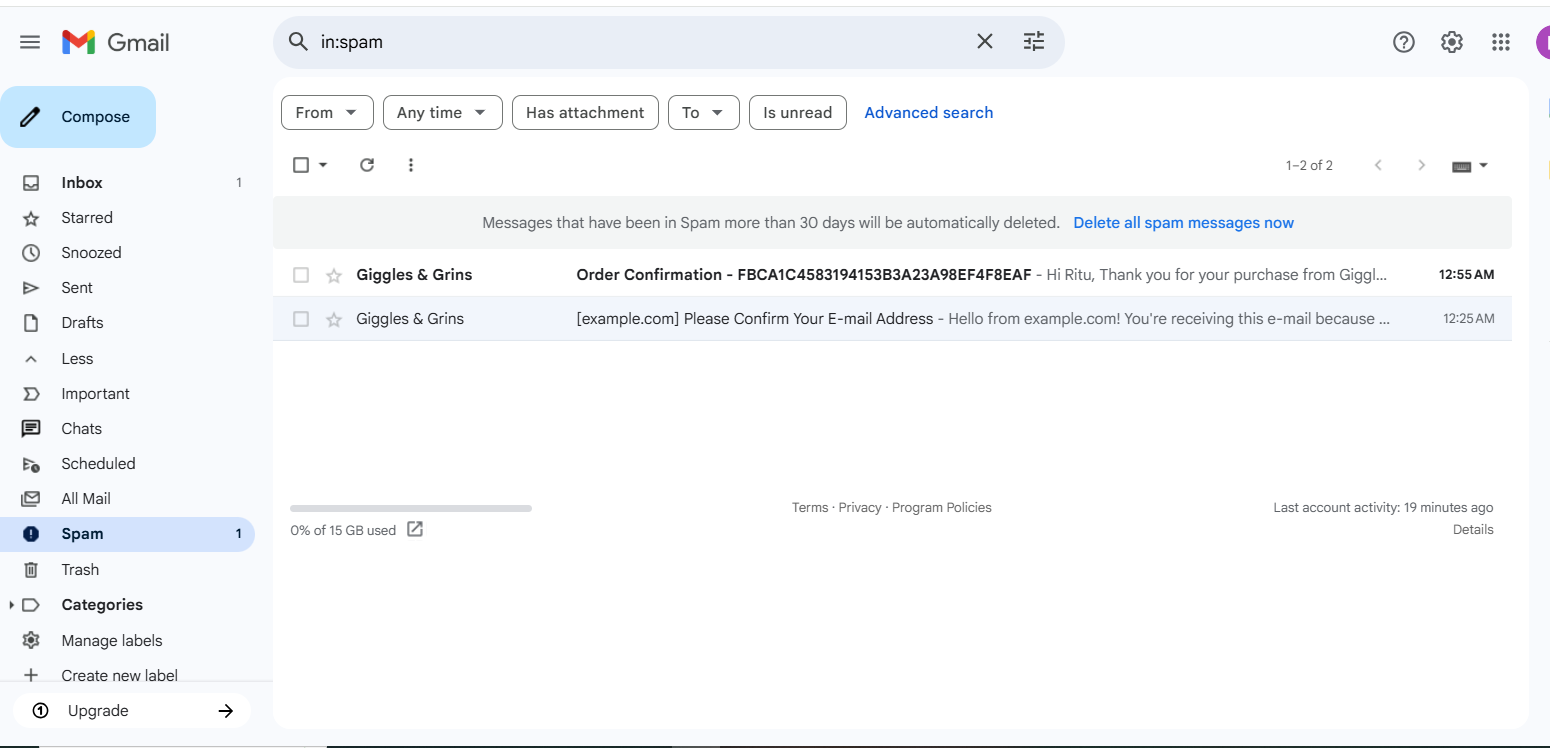 Gmail
in:spam
Compose
From Any time Has attachment To Is unread Advanced search
1–2 of 2
Inbox 1
Starred
Snoozed
Sent
Drafts
Less
Important
Chats
Scheduled
All Mail
Spam 1
Trash
Categories
Manage labels
Create new label
Upgrade
Messages that have been in Spam more than 30 days will be automatically deleted. Delete all spam messages now
Giggles & Grins Order Confirmation - FBCA1C4583194153B3A23A98EF4F8EAF - Hi Ritu, Thank you for your purchase from Giggl... 12:55 AM
Giggles & Grins [example.com] Please Confirm Your E-mail Address - Hello from example.com! You're receiving this e-mail because ... 12:25 AM
0% of 15 GB used
Terms · Privacy · Program Policies
Last account activity: 19 minutes ago
Details